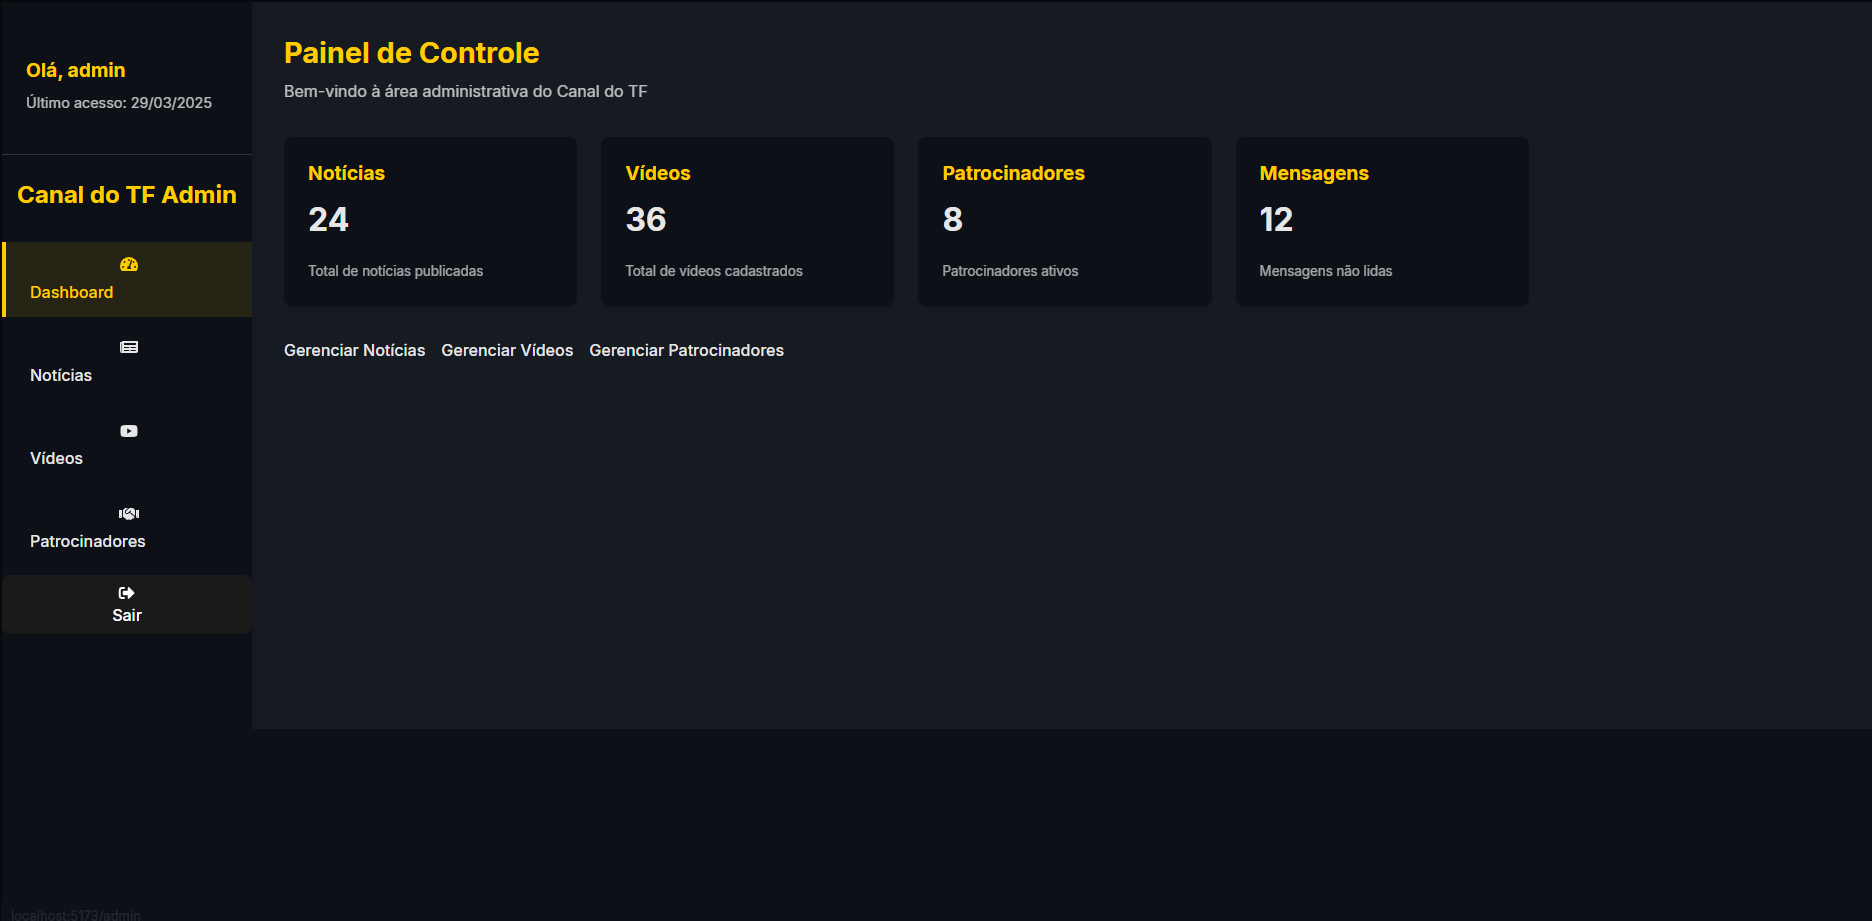 Olá, admin
Último acesso: 29/03/2025
Canal do TF Admin
Dashboard
Notícias
Vídeos
Patrocinadores
Sair
Painel de Controle
Bem-vindo à área administrativa do Canal do TF
Notícias
24
Total de notícias publicadas
Vídeos
36
Total de vídeos cadastrados
Patrocinadores
8
Patrocinadores ativos
Mensagens
12
Mensagens não lidas
Gerenciar Notícias Gerenciar Vídeos Gerenciar Patrocinadores
localhost:5173/admin